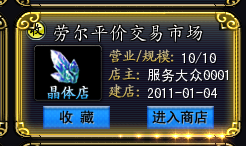 收
劳尔平价交易市场
营业/规模: 10/10
店主: 服务大众0001
建店: 2011-01-04
晶体店
收藏
进入商店